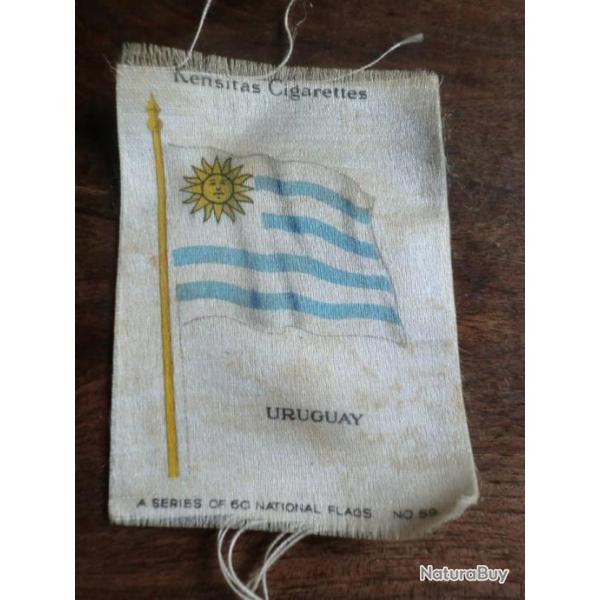 Kensitas Cigarettes
URUGUAY
A SERIES OF 60 NATIONAL FLAGS NO.59
NaturaBuy